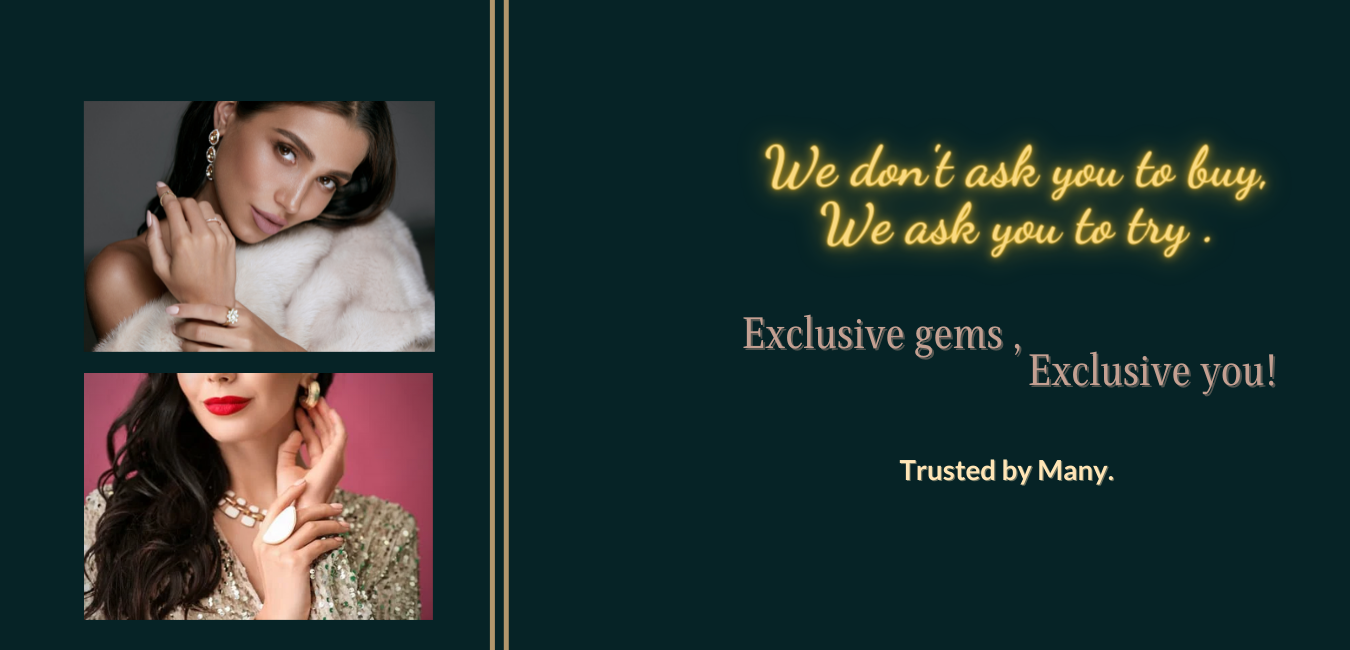 We don't ask you to buy,
We ask you to try .
Exclusive gems ,
Exclusive you!
Trusted by Many.